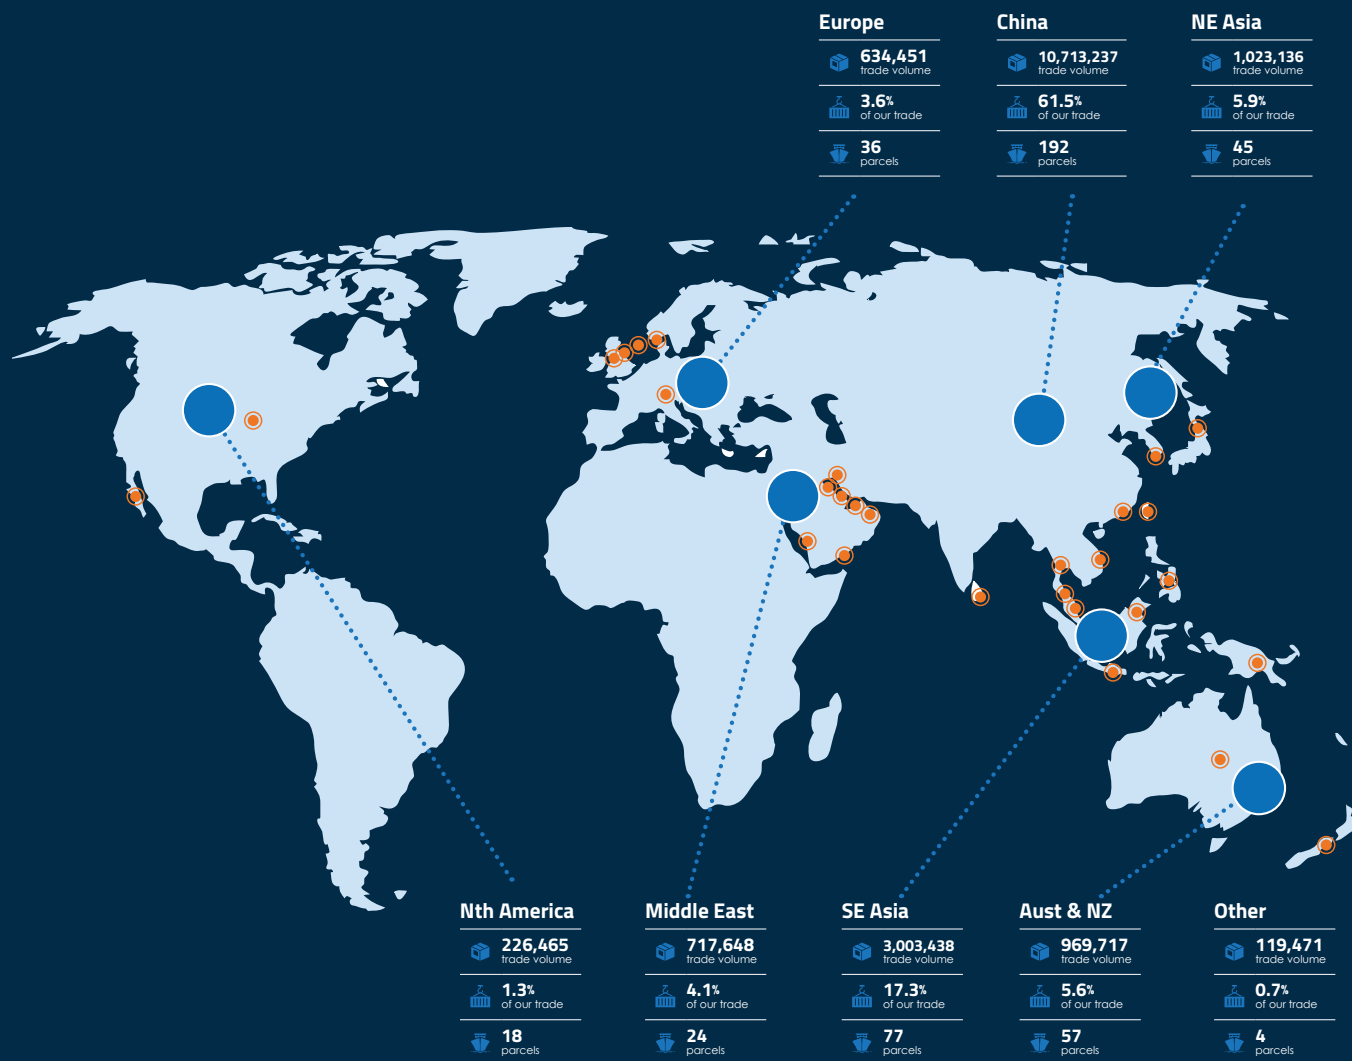 Europe
634,451
trade volume
3.6%
of our trade
36
parcels
China
10,713,237
trade volume
61.5%
of our trade
192
parcels
NE Asia
1,023,136
trade volume
5.9%
of our trade
45
parcels
Nth America
226,465
trade volume
1.3%
of our trade
18
parcels
Middle East
717,648
trade volume
4.1%
of our trade
24
parcels
SE Asia
3,003,438
trade volume
17.3%
of our trade
77
parcels
Aust & NZ
969,717
trade volume
5.6%
of our trade
57
parcels
Other
119,471
trade volume
0.7%
of our trade
4
parcels